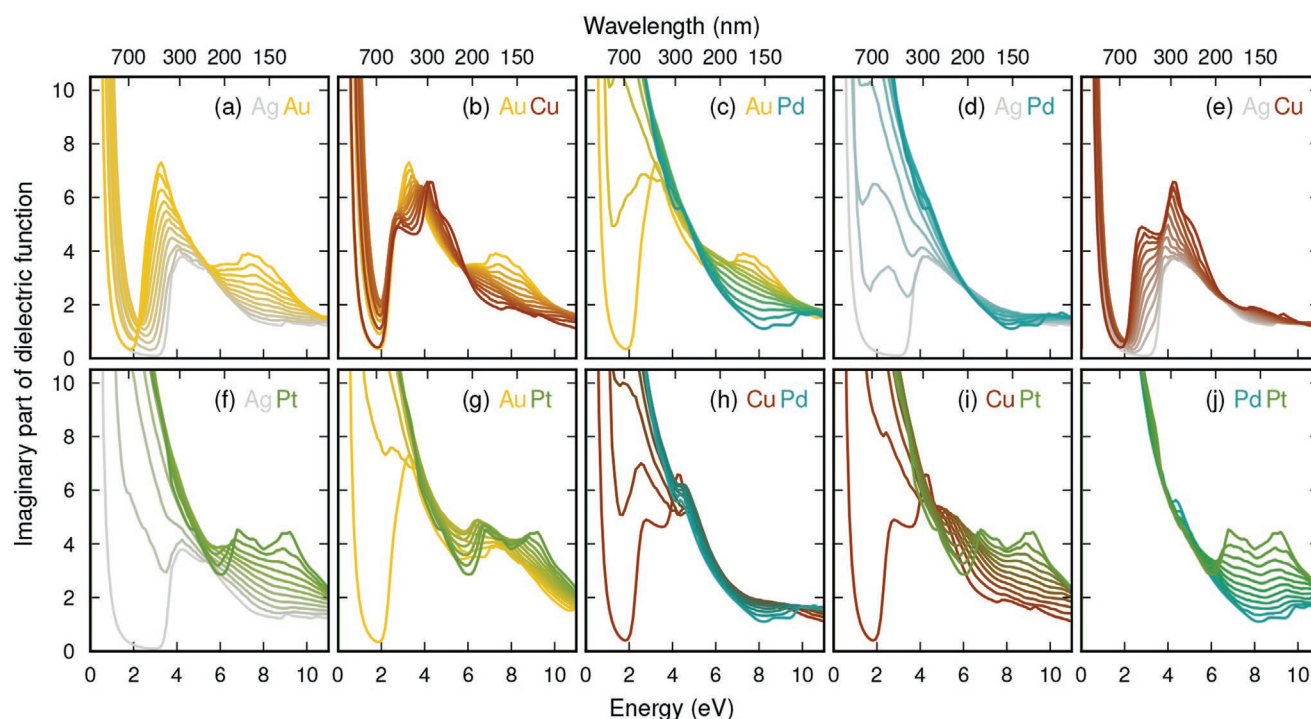 Wavelength (nm)
700 300 200 150 700 300 200 150 700 300 200 150 700 300 200 150 700 300 200 150
Imaginary part of dielectric function
10 (a) Ag Au (b) Au Cu (c) Au Pd (d) Ag Pd (e) Ag Cu
8
6
4
2
0
10 (f) Ag Pt (g) Au Pt (h) Cu Pd (i) Cu Pt (j) Pd Pt
8
6
4
2
0
0 2 4 6 8 10 0 2 4 6 8 10 0 2 4 6 8 10 0 2 4 6 8 10 0 2 4 6 8 10
Energy (eV)